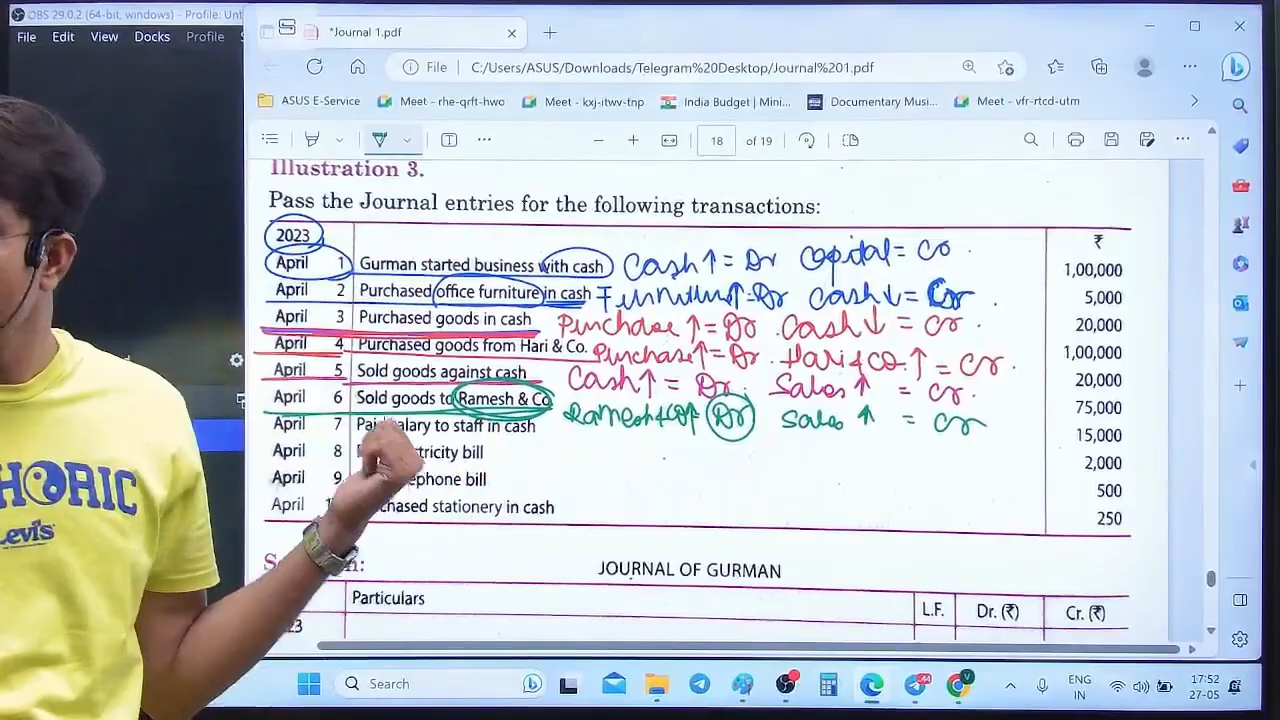 OBS 29.0.2 (64-bit, windows) - Profile: Unt
File Edit View Docks Profile
*Journal 1.pdf
File C:/Users/ASUS/Downloads/Telegram%20Desktop/Journal%201.pdf
ASUS E-Service Meet - rhe-qrft-hwo Meet - kxj-itwv-tnp India Budget | Mini... Documentary Musi... Meet - vfr-rtcd-utm
18 of 19
Illustration 3.
Pass the Journal entries for the following transactions:
2023 ₹
April 1 Gurman started business with cash Cash ↑ = Dr Capital = Cr 1,00,000
April 2 Purchased office furniture in cash Furniture ↑ = Dr Cash ↓ = Cr 5,000
April 3 Purchased goods in cash Purchase ↑ = Dr Cash ↓ = Cr 20,000
April 4 Purchased goods from Hari & Co. Purchase ↑ = Dr Hari & Co. ↑ = Cr 1,00,000
April 5 Sold goods against cash Cash ↑ = Dr Sales ↑ = Cr 20,000
April 6 Sold goods to Ramesh & Co Ramesh & Co ↑ Dr Sales ↑ = Cr 75,000
April 7 salary to staff in cash 15,000
April 8 bill 2,000
April 9 bill 500
April stationery in cash 250
JOURNAL OF GURMAN
Particulars L.F. Dr. (₹) Cr. (₹)
HORIC
Levi's
Search
44
ENG
IN
17:52
27-05